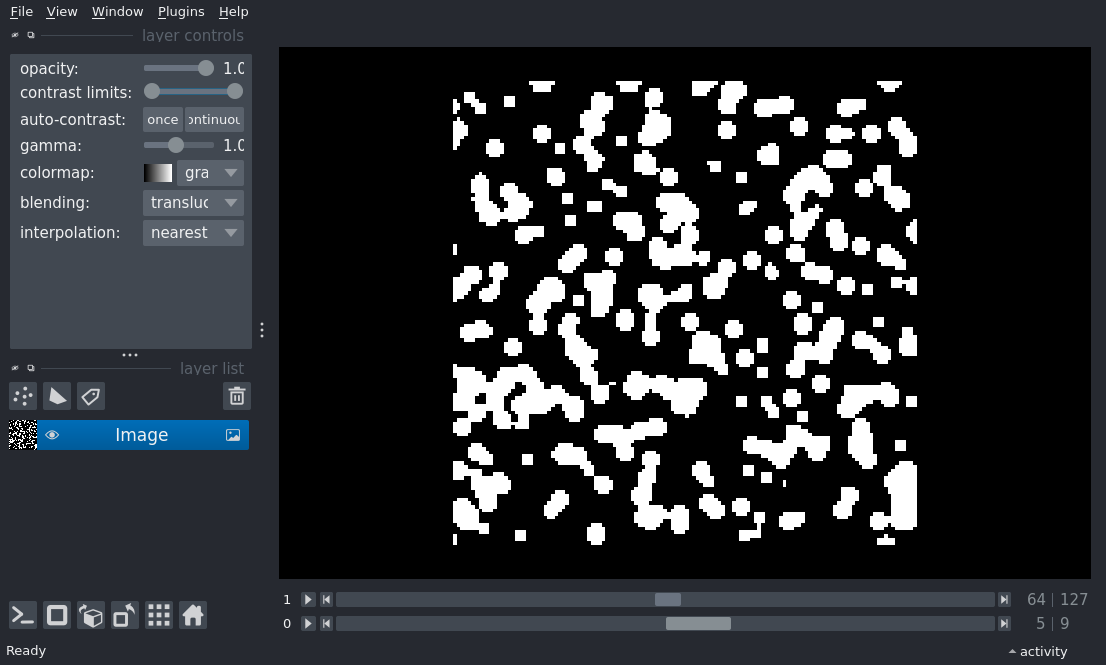 File View Window Plugins Help
layer controls
opacity: 1.0
contrast limits:
auto-contrast: once ontinuou
gamma: 1.0
colormap: gra
blending: transluc
interpolation: nearest
layer list
Image
1 64 | 127
0 5 | 9
Ready activity